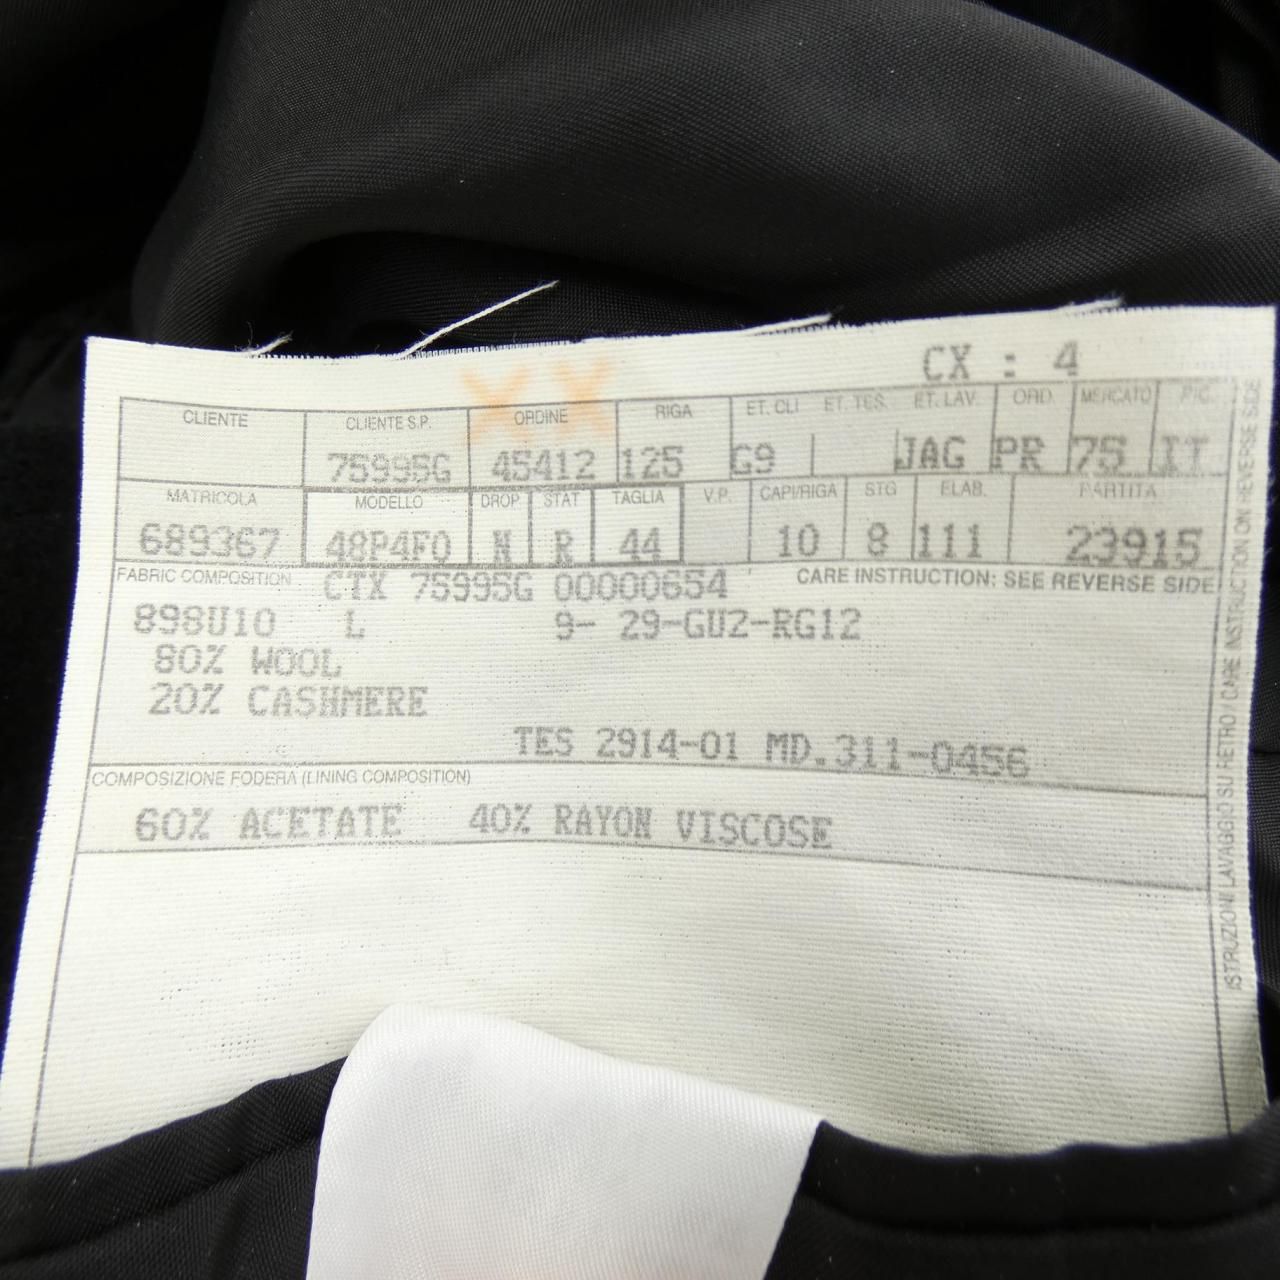 CX : 4
CLIENTE CLIENTE S.P. ORDINE RIGA ET. CLI ET. TES. ET. LAV. ORD. MERCATO PIC.
75995G 45412 125 G9 JAG PR 75 IT
MATRICOLA MODELLO DROP STAT TAGLIA V.P. CAPI/RIGA STG ELAB. PARTITA
689367 48P4F0 N R 44 10 8 111 23915
FABRIC COMPOSITION CTX 75995G 00000654 CARE INSTRUCTION: SEE REVERSE SIDE
898U10 L 9- 29-GU2-RG12
80% WOOL
20% CASHMERE
TES 2914-01 MD.311-0456
COMPOSIZIONE FODERA (LINING COMPOSITION)
60% ACETATE 40% RAYON VISCOSE
ISTRUZIONI LAVAGGIO SU RETRO / CARE INSTRUCTION ON REVERSE SIDE